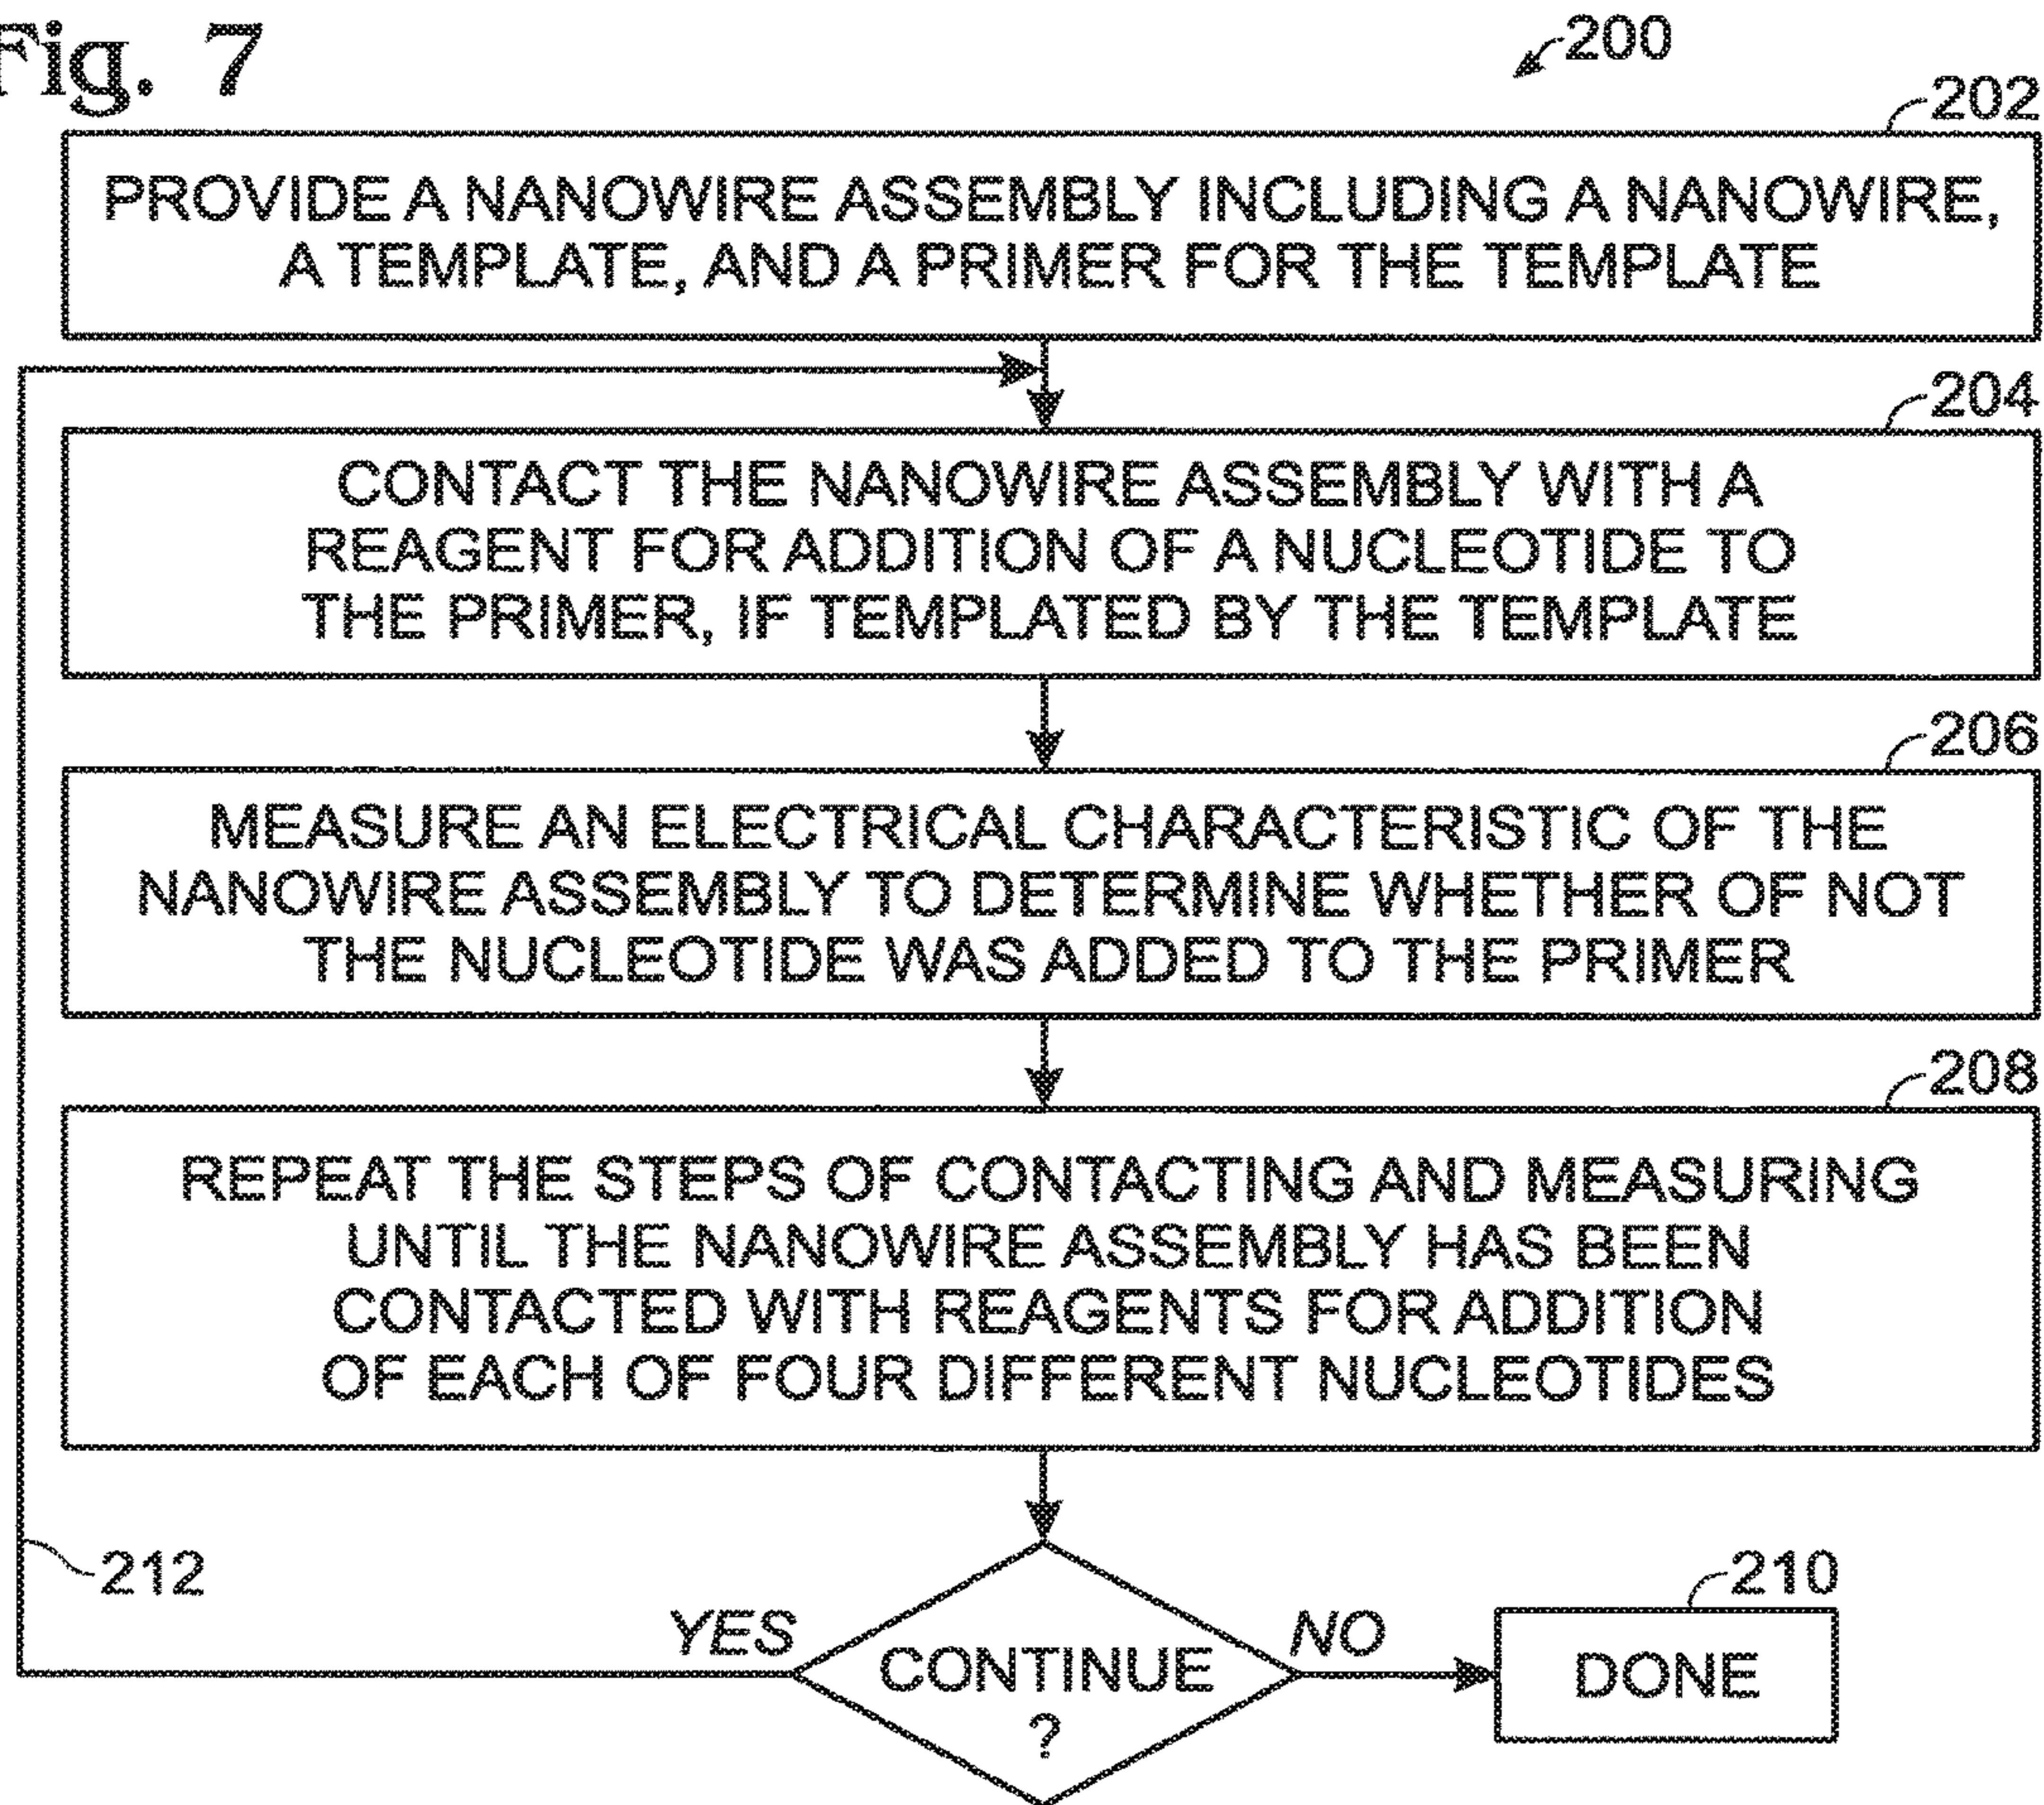 Fig. 7
200
202
PROVIDE A NANOWIRE ASSEMBLY INCLUDING A NANOWIRE,
A TEMPLATE, AND A PRIMER FOR THE TEMPLATE
204
CONTACT THE NANOWIRE ASSEMBLY WITH A
REAGENT FOR ADDITION OF A NUCLEOTIDE TO
THE PRIMER, IF TEMPLATED BY THE TEMPLATE
206
MEASURE AN ELECTRICAL CHARACTERISTIC OF THE
NANOWIRE ASSEMBLY TO DETERMINE WHETHER OF NOT
THE NUCLEOTIDE WAS ADDED TO THE PRIMER
208
REPEAT THE STEPS OF CONTACTING AND MEASURING
UNTIL THE NANOWIRE ASSEMBLY HAS BEEN
CONTACTED WITH REAGENTS FOR ADDITION
OF EACH OF FOUR DIFFERENT NUCLEOTIDES
212
210
YES
NO
CONTINUE
?
DONE